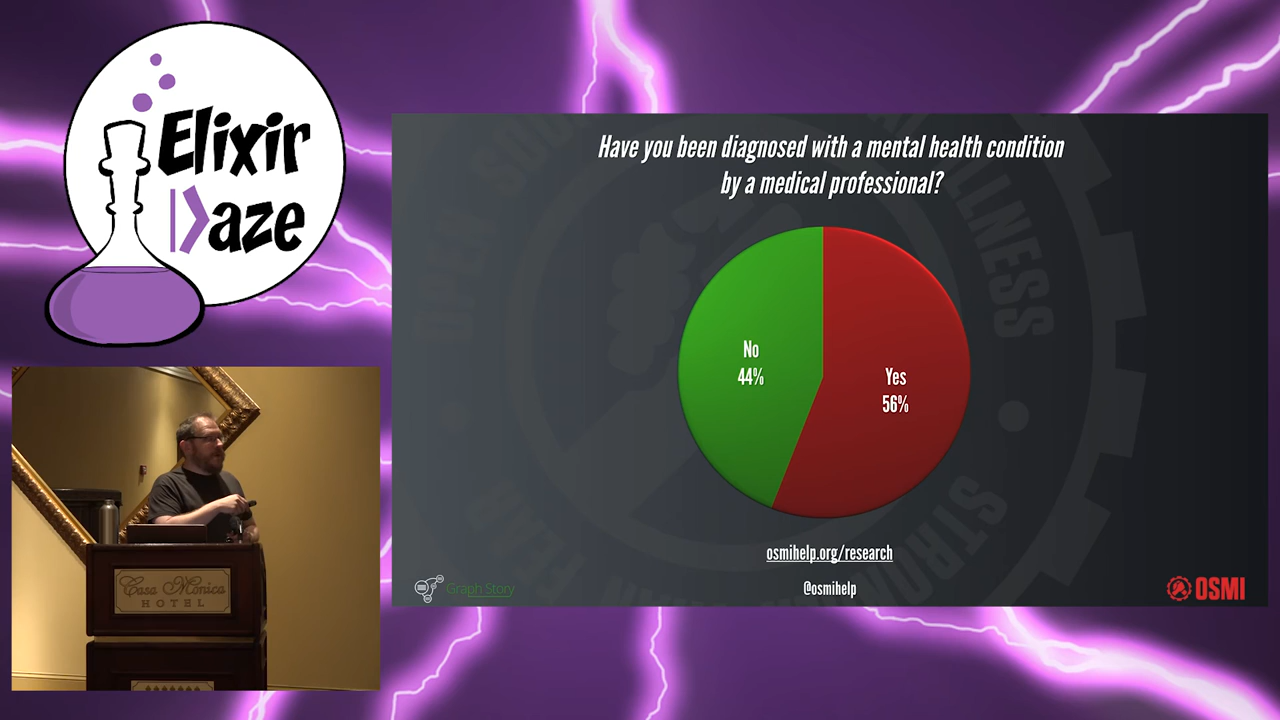 Elixir
Daze
Have you been diagnosed with a mental health condition
by a medical professional?
No
44%
Yes
56%
osmihelp.org/research
@osmihelp
Graph Story
OSMI
Casa Monica
HOTEL